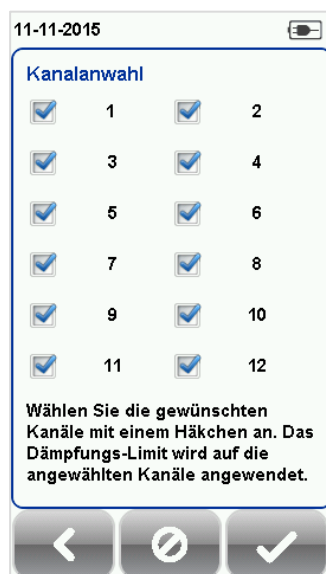 11-11-2015
Kanalanwahl
1 2
3 4
5 6
7 8
9 10
11 12
Wählen Sie die gewünschten
Kanäle mit einem Häkchen an. Das
Dämpfungs-Limit wird auf die
angewählten Kanäle angewendet.